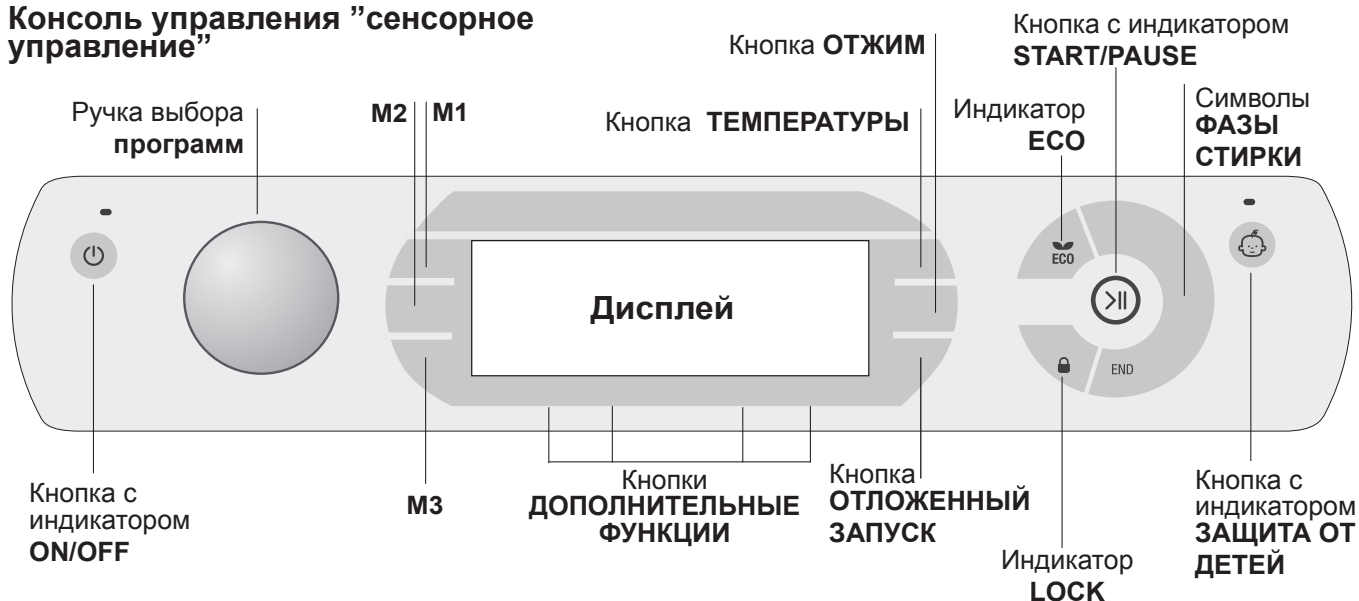 Консоль управления ”сенсорное
управление”
Кнопка ОТЖИМ
Кнопка с индикатором
START/PAUSE
Ручка выбора
программ
M2 M1
Кнопка ТЕМПЕРАТУРЫ
Индикатор
ECO
Символы
ФАЗЫ
СТИРКИ
ECO
Дисплей
END
Кнопка с
индикатором
ON/OFF
M3
Кнопки
ДОПОЛНИТЕЛЬНЫЕ
ФУНКЦИИ
Кнопка
ОТЛОЖЕННЫЙ
ЗАПУСК
Индикатор
LOCK
Кнопка с
индикатором
ЗАЩИТА ОТ
ДЕТЕЙ